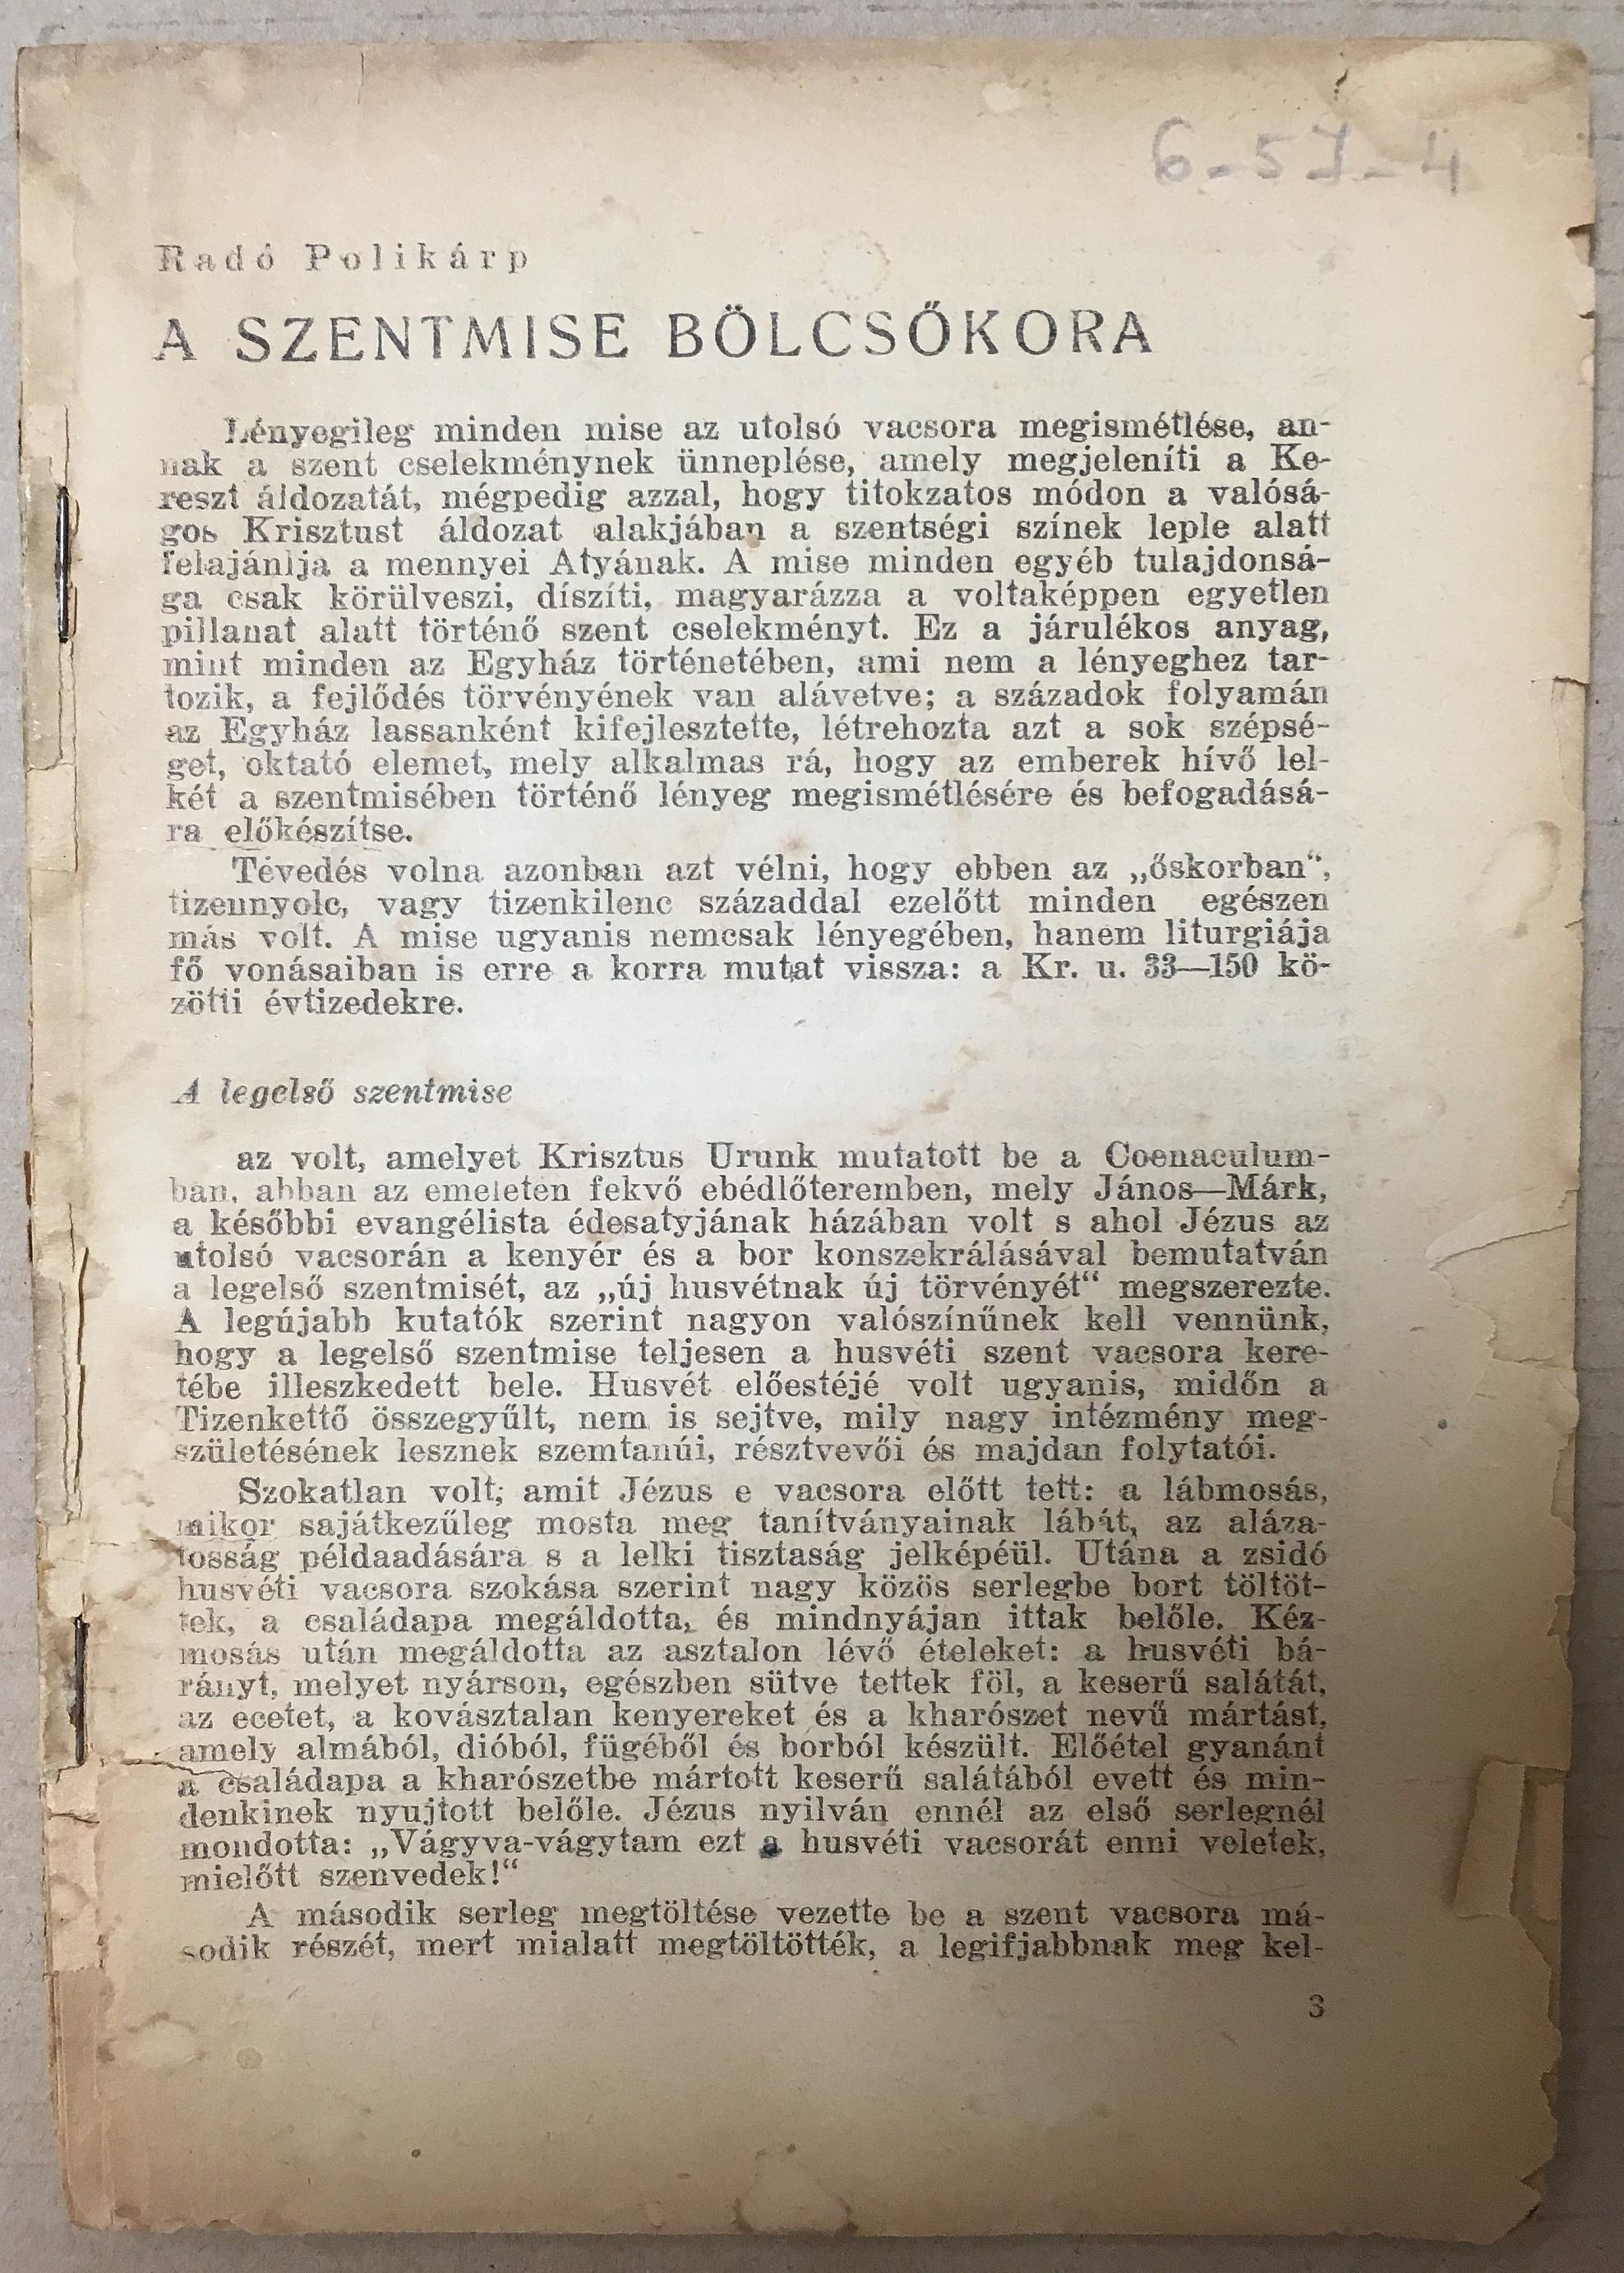 6-51-4
Radó Polikárp
A SZENTMISE BÖLCSŐKORA
Lényegileg minden mise az utolsó vacsora megismétlése, an-
nak a szent cselekménynek ünneplése, amely megjeleníti a Ke-
reszt áldozatát, mégpedig azzal, hogy titokzatos módon a valósá-
gos Krisztust áldozat alakjában a szentségi színek leple alatt
felajánlja a mennyei Atyának. A mise minden egyéb tulajdonsá-
ga csak körülveszi, díszíti, magyarázza a voltaképpen egyetlen
pillanat alatt történő szent cselekményt. Ez a járulékos anyag,
mint minden az Egyház történetében, ami nem a lényeghez tar-
tozik, a fejlődés törvényének van alávetve; a századok folyamán
az Egyház lassanként kifejlesztette, létrehozta azt a sok szépsé-
get, oktató elemet, mely alkalmas rá, hogy az emberek hívő lel-
két a szentmisében történő lényeg megismétlésére és befogadásá-
ra előkészítse.
Tévedés volna azonban azt vélni, hogy ebben az „őskorban“,
tizennyolc, vagy tizenkilenc századdal ezelőtt minden egészen
más volt. A mise ugyanis nemcsak lényegében, hanem liturgiája
fő vonásaiban is erre a korra mutat vissza: a Kr. u. 33—150 kö-
zötti évtizedekre.
A legelső szentmise
az volt, amelyet Krisztus Urunk mutatott be a Coenaculum-
ban, abban az emeleten fekvő ebédlőteremben, mely János—Márk,
a későbbi evangélista édesatyjának házában volt s ahol Jézus az
utolsó vacsorán a kenyér és a bor konszekrálásával bemutatván
a legelső szentmisét, az „új husvétnak új törvényét“ megszerezte.
A legújabb kutatók szerint nagyon valószínűnek kell vennünk,
hogy a legelső szentmise teljesen a husvéti szent vacsora kere-
tébe illeszkedett bele. Husvét előestéjé volt ugyanis, midőn a
Tizenkettő összegyűlt, nem is sejtve, mily nagy intézmény meg-
születésének lesznek szemtanúi, résztvevői és majdan folytatói.
Szokatlan volt, amit Jézus e vacsora előtt tett: a lábmosás,
mikor sajátkezűleg mosta meg tanítványainak lábát, az aláza-
tosság példaadására s a lelki tisztaság jelképéül. Utána a zsidó
husvéti vacsora szokása szerint nagy közös serlegbe bort töltöt-
tek, a családapa megáldotta, és mindnyájan ittak belőle. Kéz-
mosás után megáldotta az asztalon lévő ételeket: a husvéti bá-
rányt, melyet nyárson, egészben sütve tettek föl, a keserű salátát,
az ecetet, a kovásztalan kenyereket és a kharószet nevű mártást,
amely almából, dióból, fügéből és borból készült. Előétel gyanánt
a családapa a kharószetbe mártott keserű salátából evett és min-
denkinek nyujtott belőle. Jézus nyilván ennél az első serlegnél
mondotta: „Vágyva-vágytam ezt a husvéti vacsorát enni veletek,
mielőtt szenvedek!“
A második serleg megtöltése vezette be a szent vacsora má-
sodik részét, mert mialatt megtöltötték, a legifjabbnak meg kel-
3